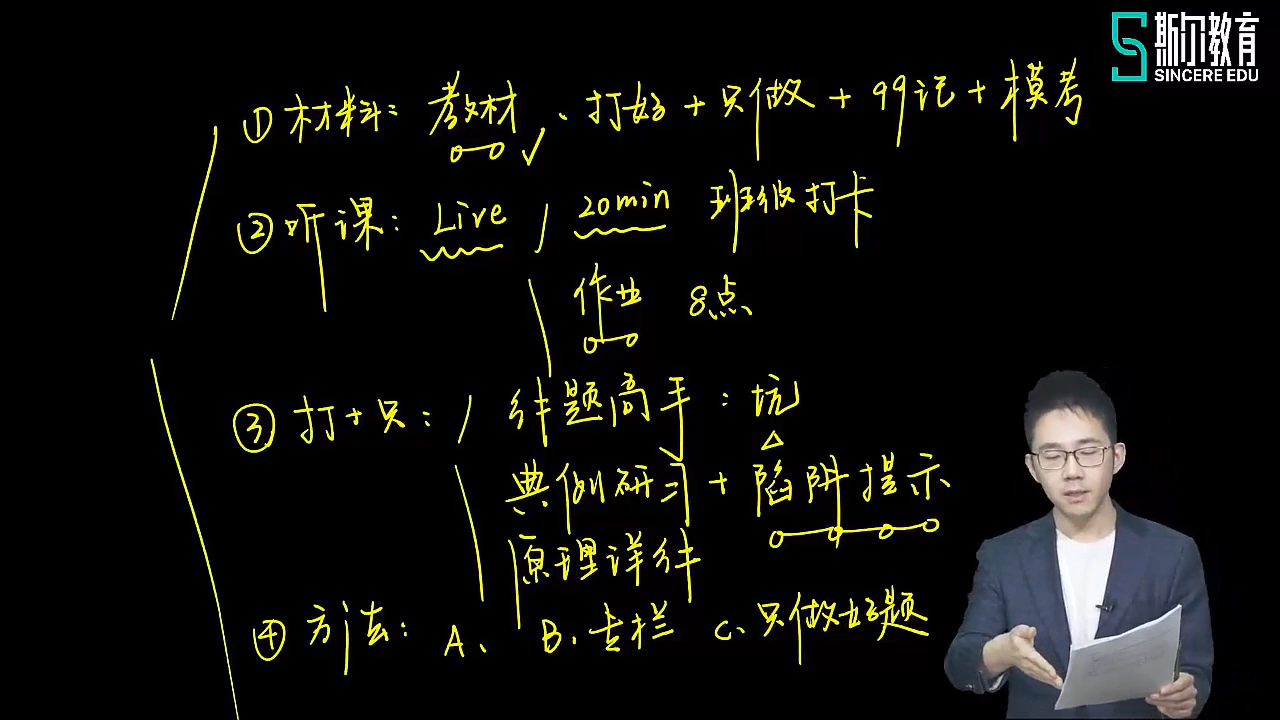 斯尔教育
SINCERE EDU
① 材料: 教材、打好+只做+99记+模考
② 听课: Live / 20min 班级打卡
作业 8点
③ 打+只: / 解题高手: 坑
典例研习+陷阱提示
原理详解
④ 方法: A、 B、专栏 C、只做好题